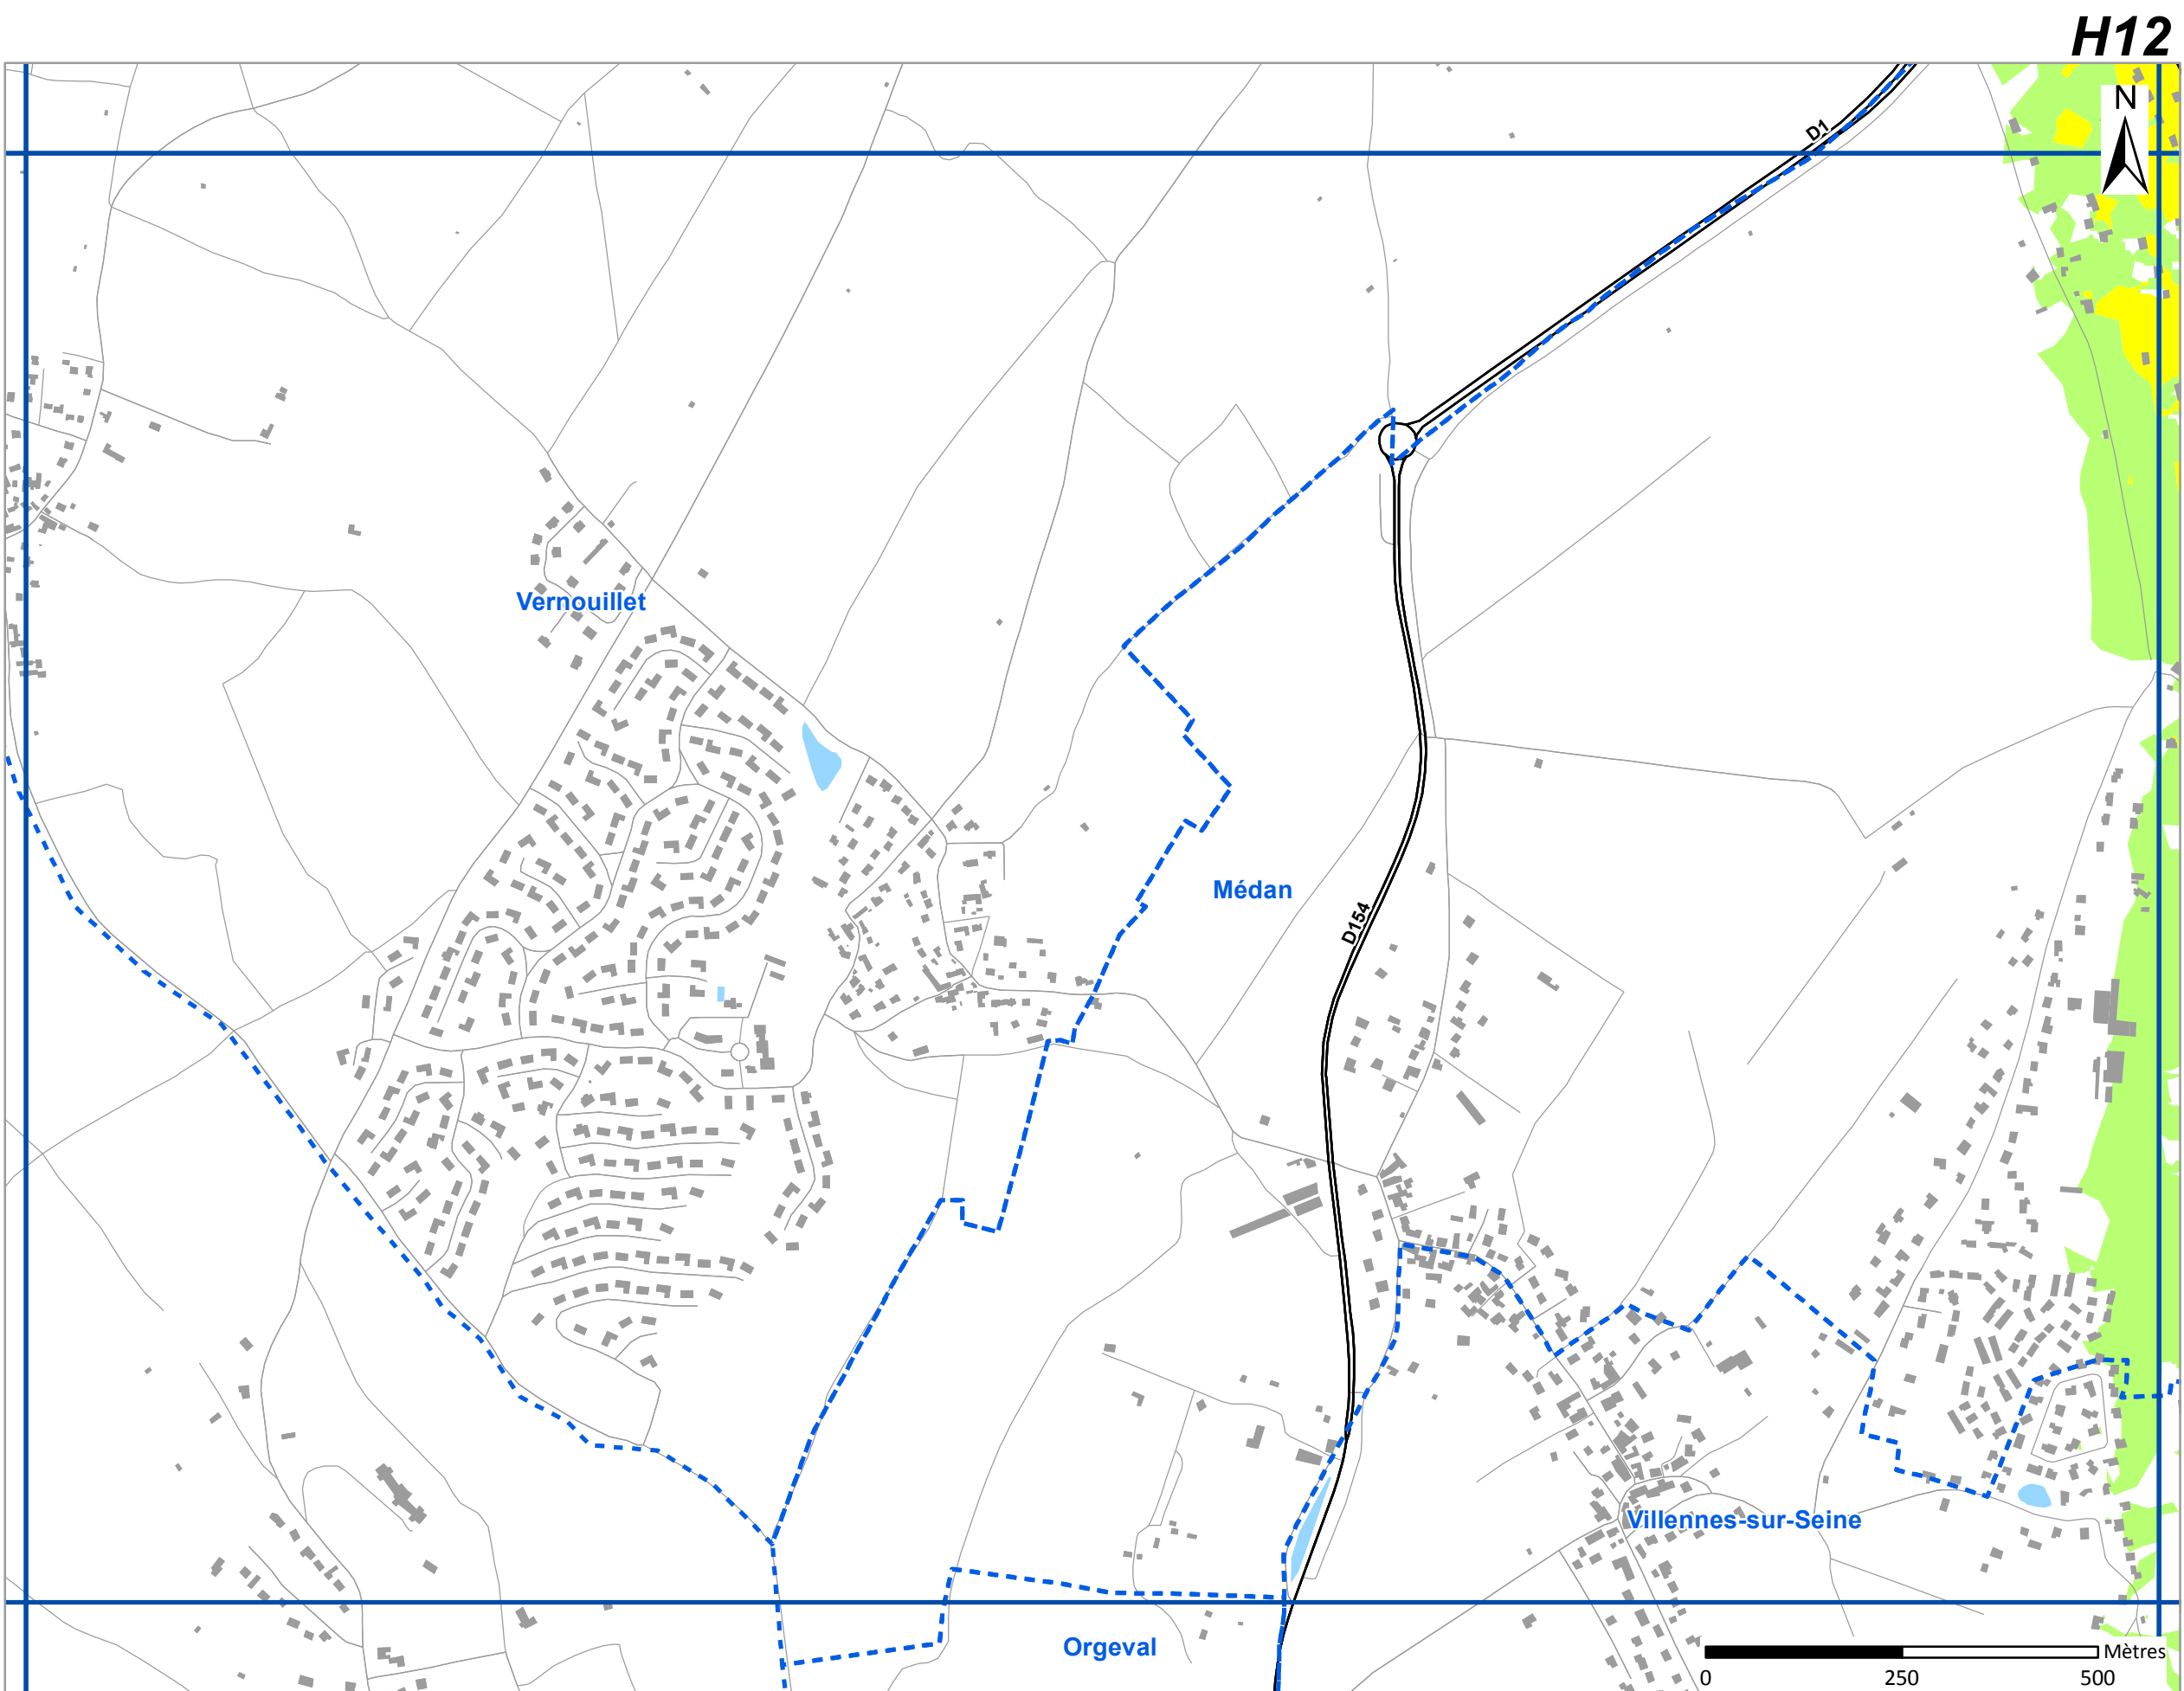 H12
N
D1
Vernouillet
Médan
D154
Villennes-sur-Seine
Orgeval
Mètres
0 250 500